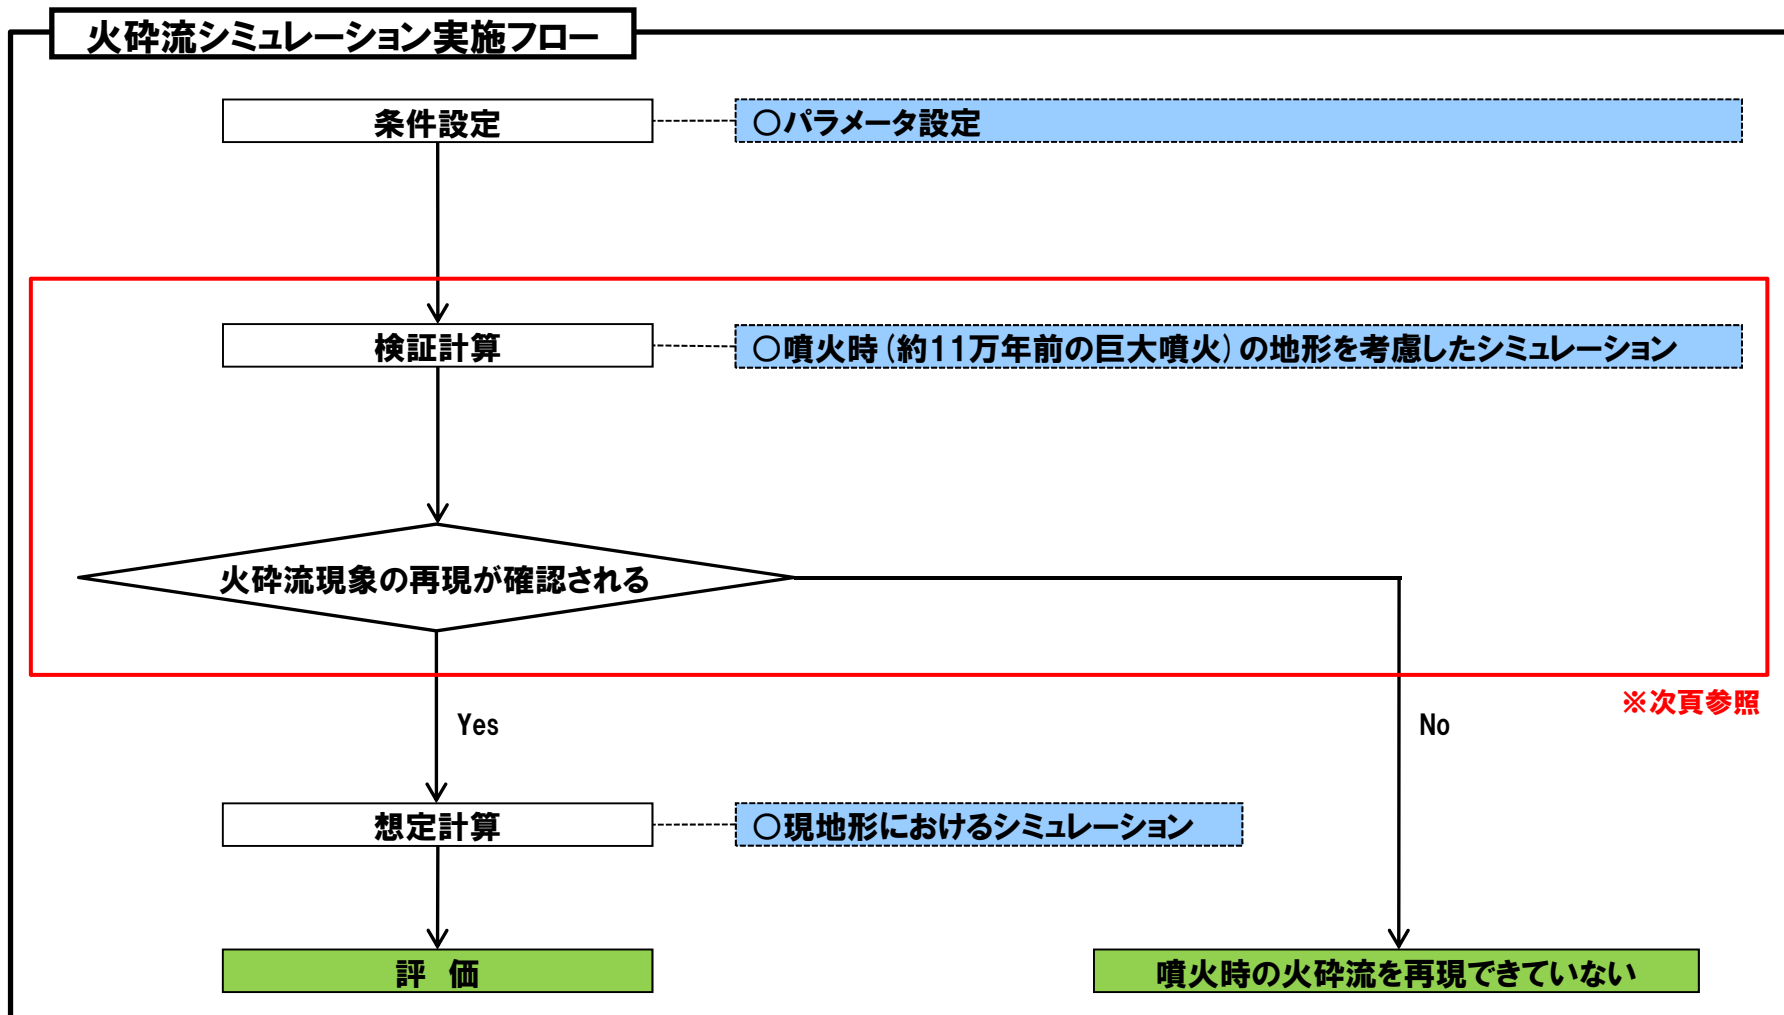 火砕流シミュレーション実施フロー
条件設定
○パラメータ設定
検証計算
○噴火時(約11万年前の巨大噴火)の地形を考慮したシミュレーション
火砕流現象の再現が確認される
※次頁参照
Yes
No
想定計算
○現地形におけるシミュレーション
評 価
噴火時の火砕流を再現できていない